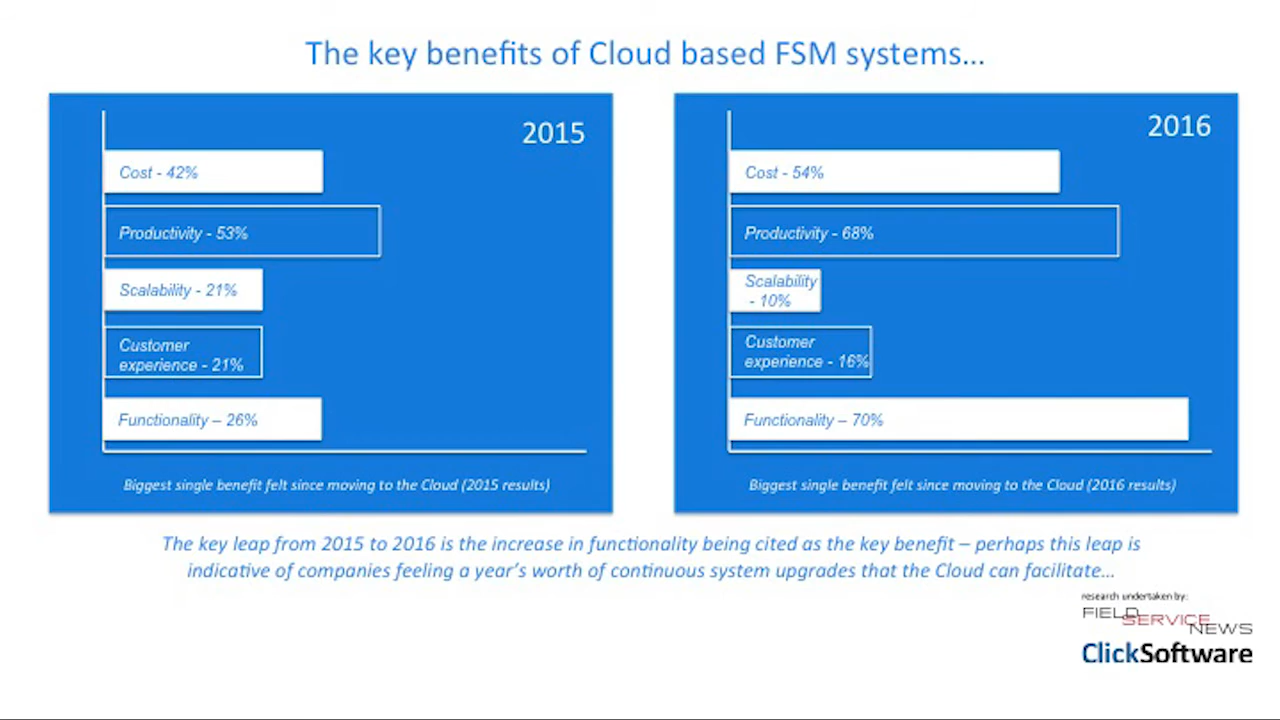 The key benefits of Cloud based FSM systems…
2015
Cost - 42%
Productivity - 53%
Scalability - 21%
Customer
experience - 21%
Functionality – 26%
Biggest single benefit felt since moving to the Cloud (2015 results)
2016
Cost - 54%
Productivity - 68%
Scalability
- 10%
Customer
experience - 16%
Functionality – 70%
Biggest single benefit felt since moving to the Cloud (2016 results)
The key leap from 2015 to 2016 is the increase in functionality being cited as the key benefit – perhaps this leap is
indicative of companies feeling a year’s worth of continuous system upgrades that the Cloud can facilitate…
research undertaken by:
FIELD
SERVICE
NEWS
ClickSoftware